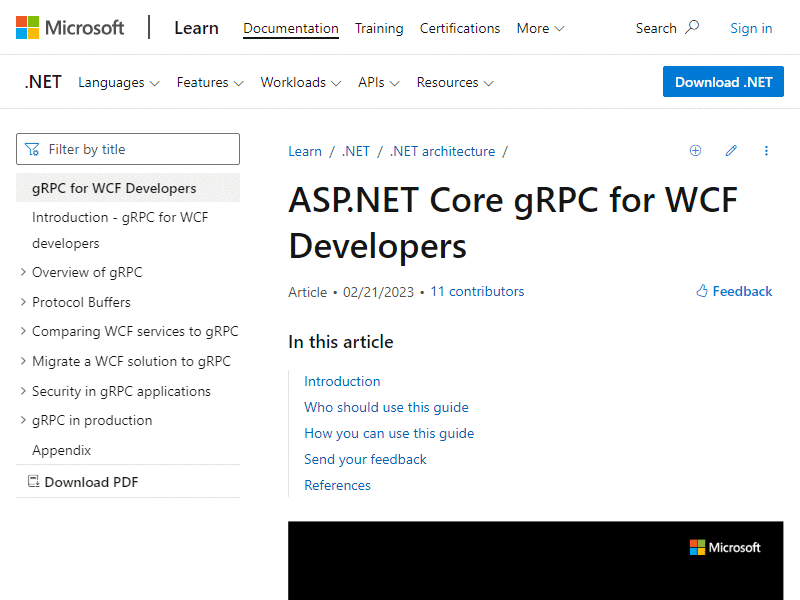 Microsoft Learn Documentation Training Certifications More Search Sign in
.NET Languages Features Workloads APIs Resources Download .NET
Filter by title
gRPC for WCF Developers
Introduction - gRPC for WCF
developers
Overview of gRPC
Protocol Buffers
Comparing WCF services to gRPC
Migrate a WCF solution to gRPC
Security in gRPC applications
gRPC in production
Appendix
Download PDF
Learn / .NET / .NET architecture /
ASP.NET Core gRPC for WCF
Developers
Article • 02/21/2023 • 11 contributors
Feedback
In this article
Introduction
Who should use this guide
How you can use this guide
Send your feedback
References
Microsoft